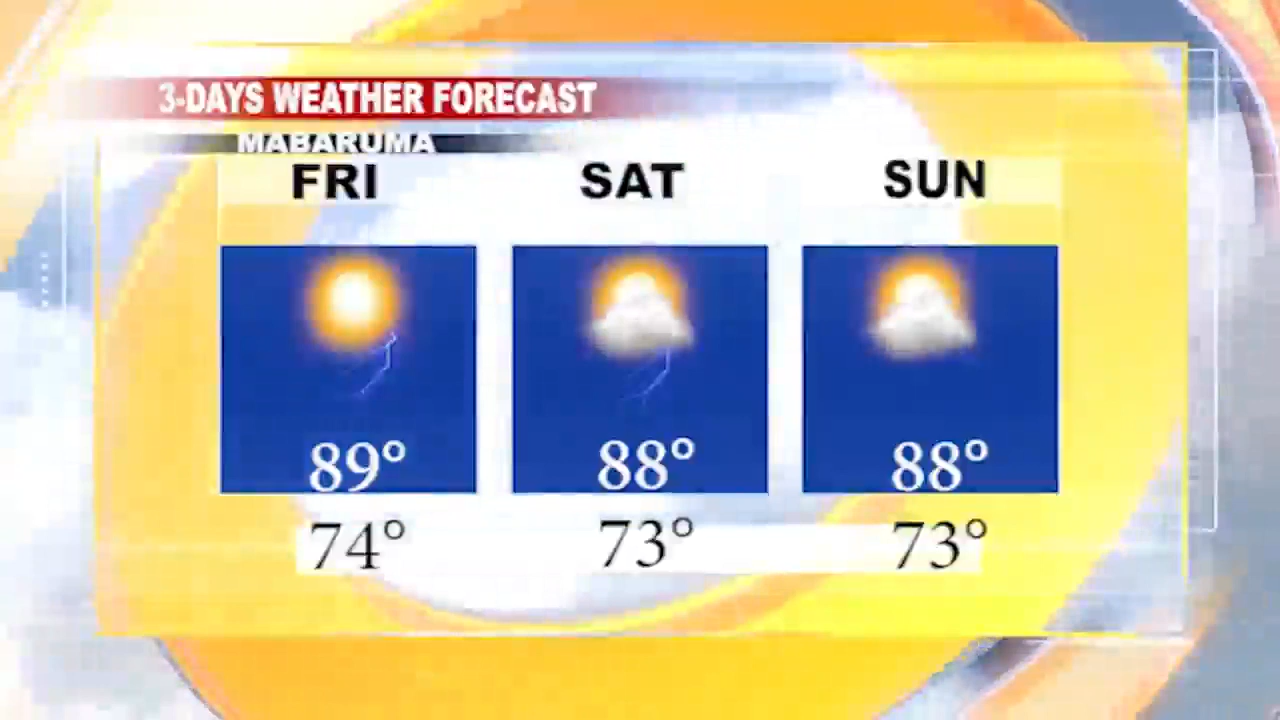 3-DAYS WEATHER FORECAST
MABARUMA
FRI SAT SUN
89° 88° 88°
74° 73° 73°